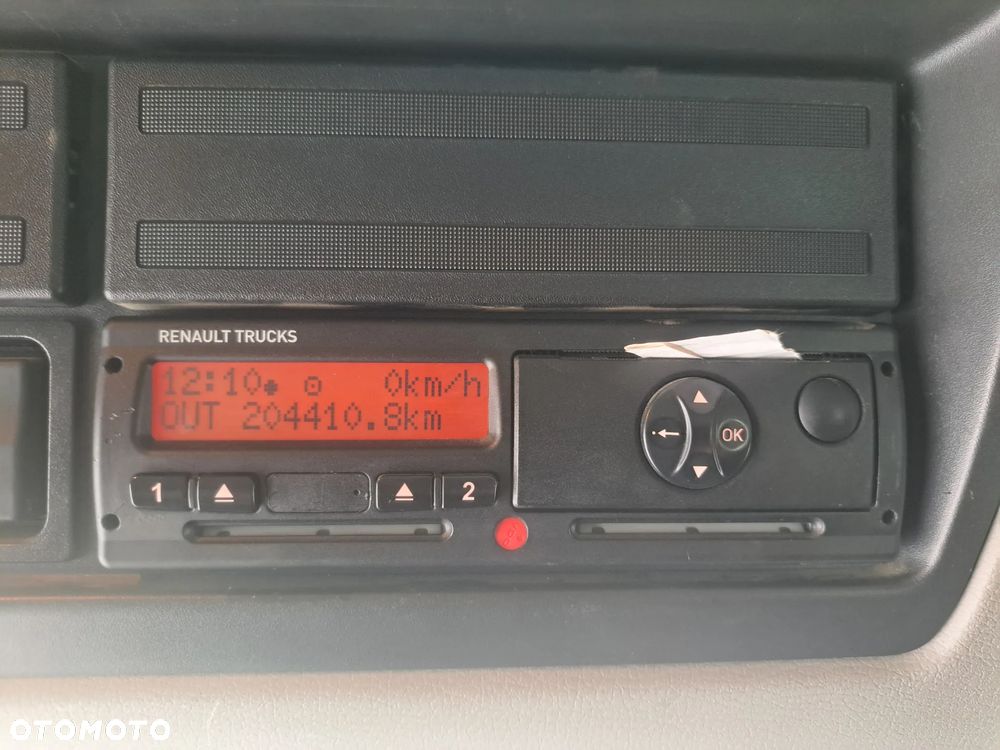 RENAULT TRUCKS
12:10 0km/h
OUT 204410.8km
OK
1
2
OTOMOTO